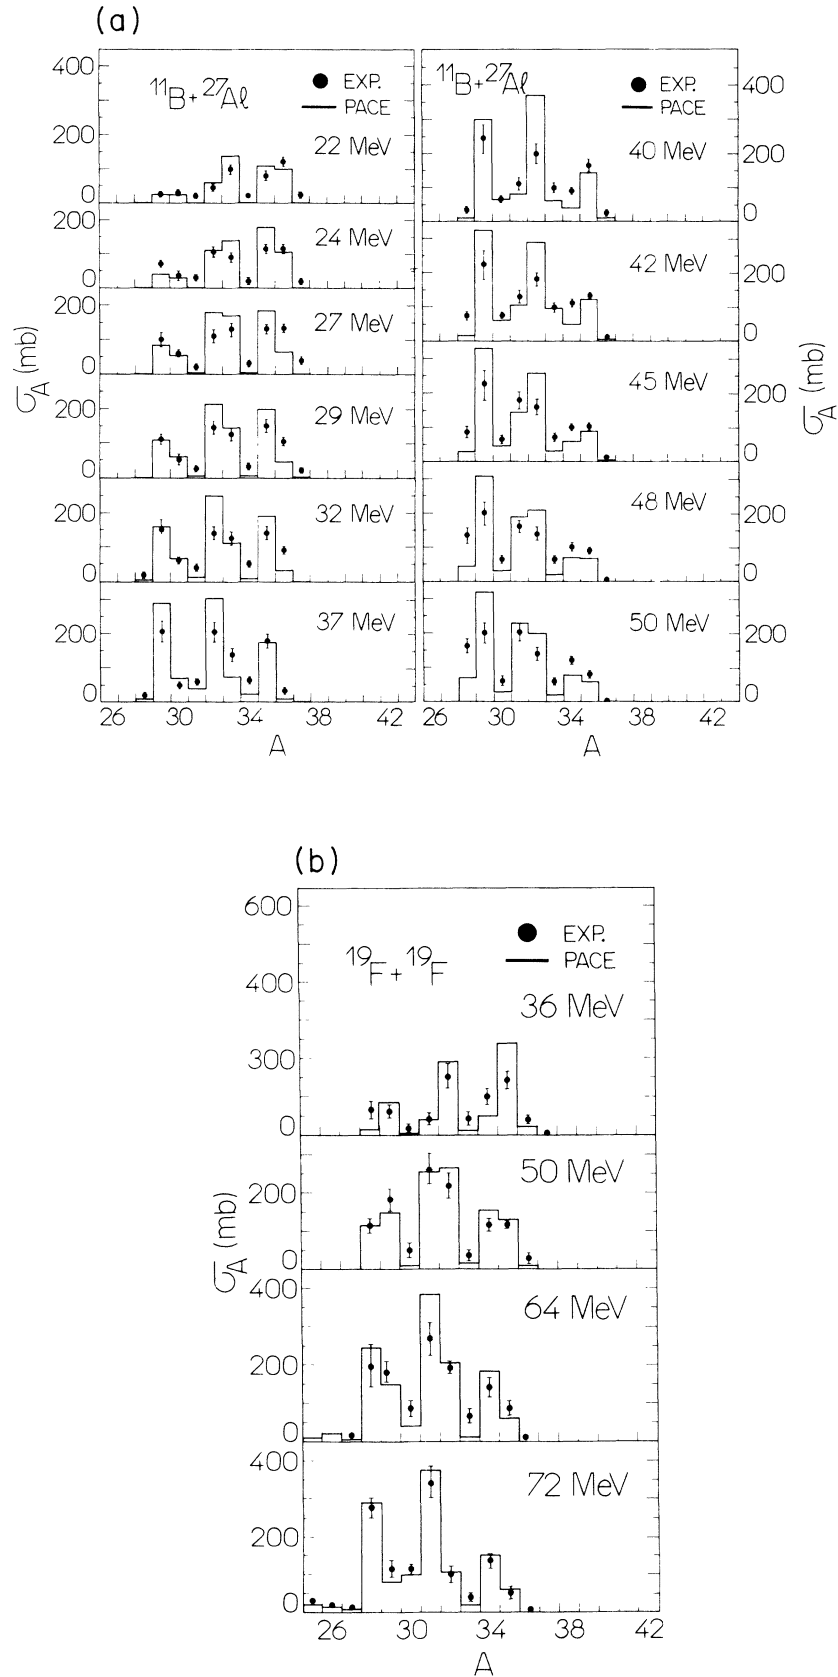 (a)
400
¹¹B + ²⁷Al
EXP.
PACE
22 MeV
200
0
200
24 MeV
0
200
27 MeV
0
200
29 MeV
0
200
32 MeV
0
200
37 MeV
0
σA (mb)
26 30 34 38 42
A
¹¹B + ²⁷Al
EXP.
PACE
400
40 MeV
200
0
42 MeV
200
0
45 MeV
200
0
48 MeV
200
0
50 MeV
200
0
σA (mb)
26 30 34 38 42
A
(b)
600
EXP.
¹⁹F + ¹⁹F
PACE
400
36 MeV
300
0
50 MeV
200
0
σA (mb)
400
64 MeV
200
0
400
72 MeV
200
0
26 30 34 38 42
A